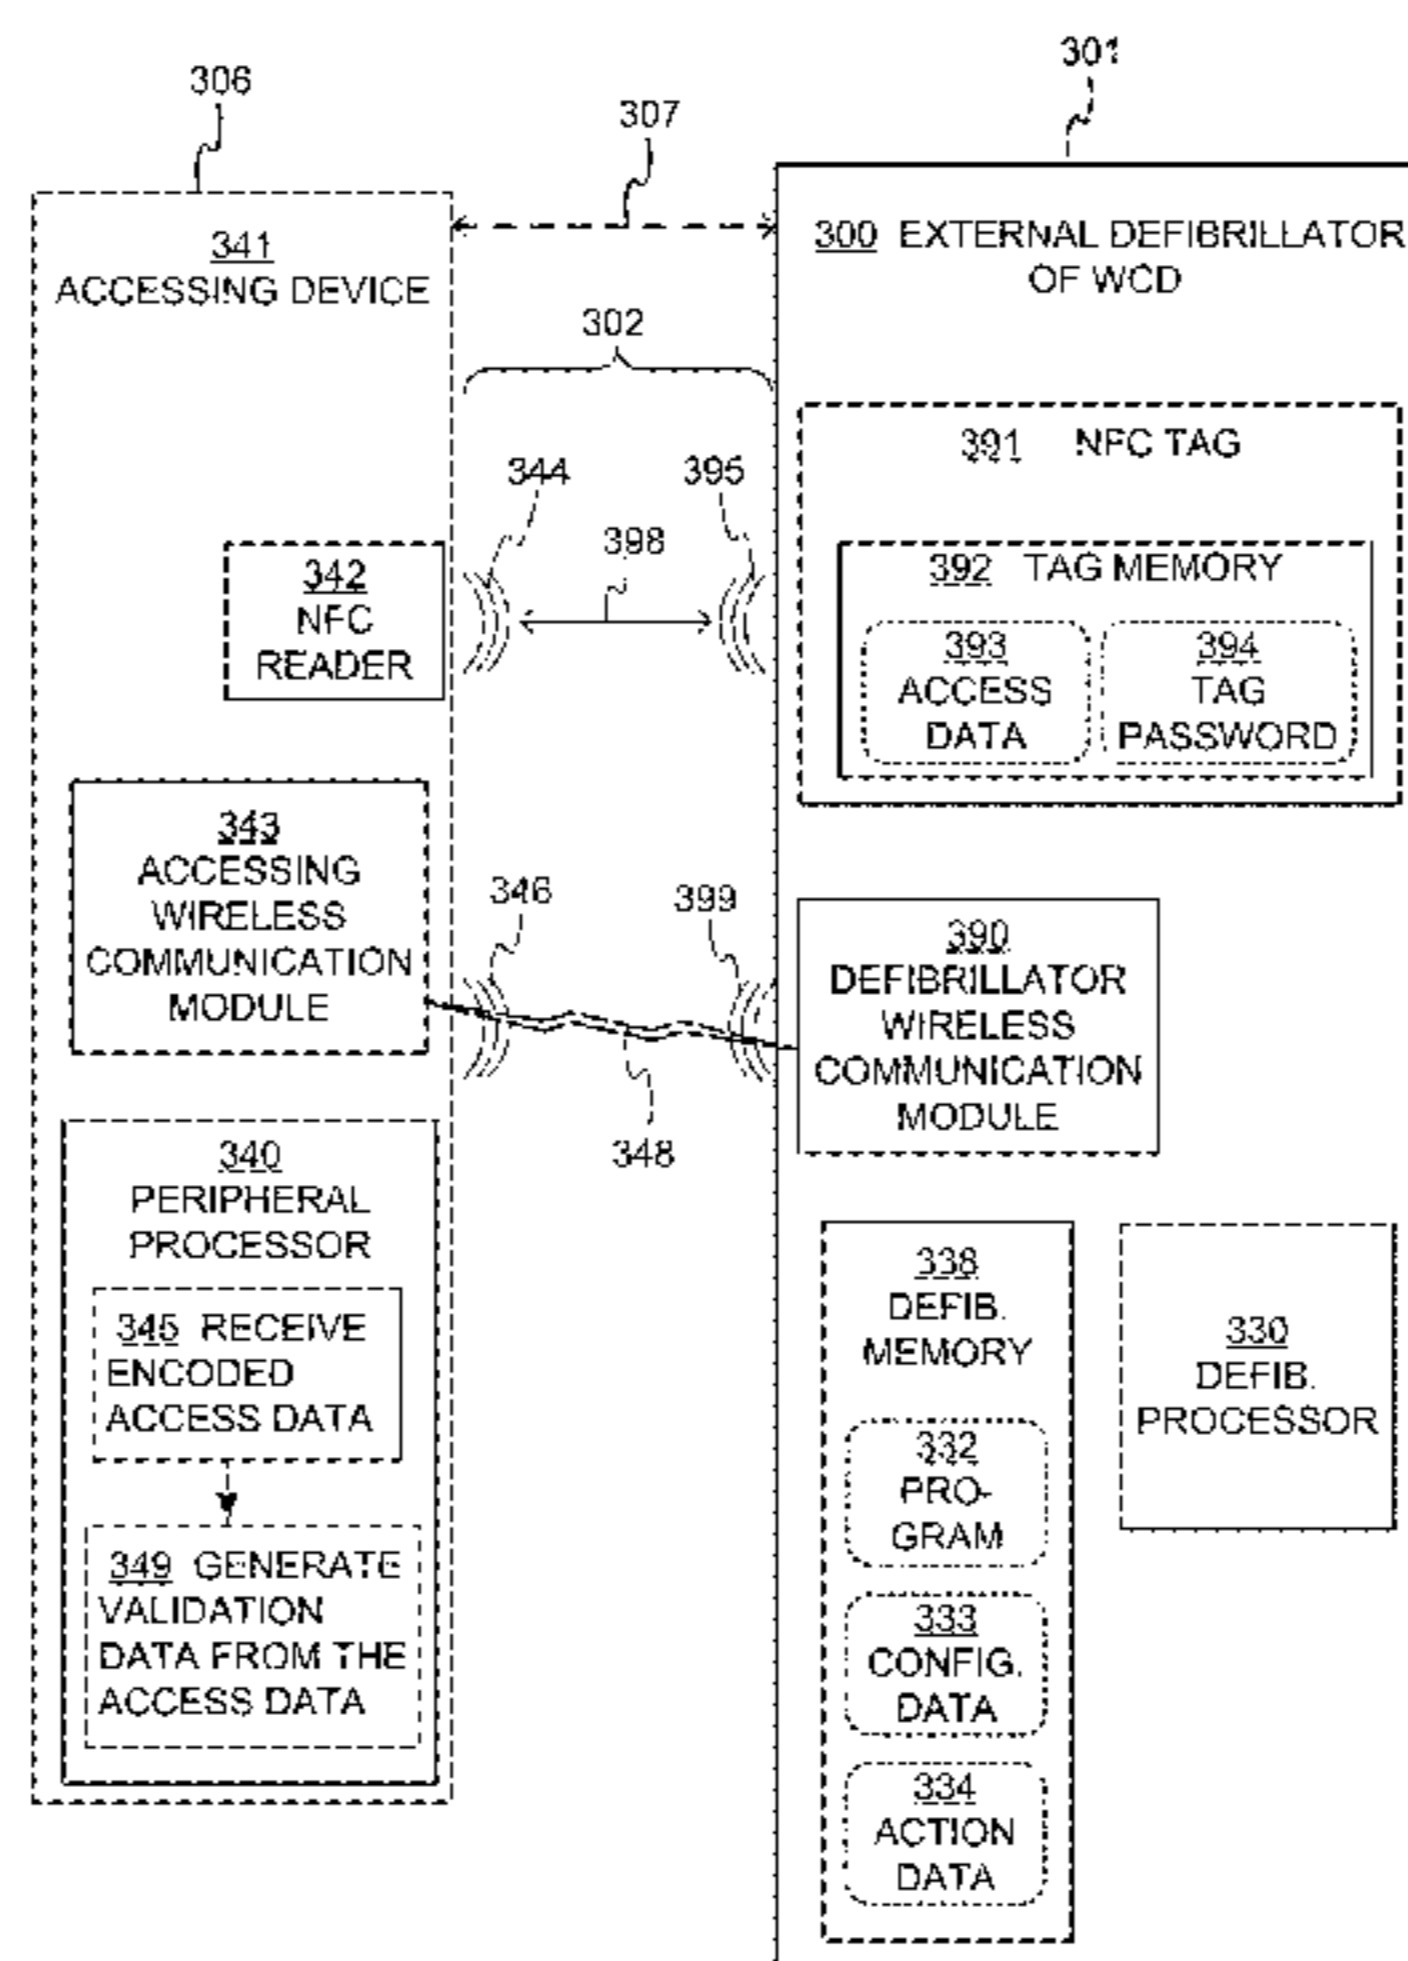 306
307
301
341
ACCESSING DEVICE
300 EXTERNAL DEFIBRILLATOR
OF WCD
302
391 NFC TAG
344
395
398
342
NFC
READER
392 TAG MEMORY
393
ACCESS
DATA
394
TAG
PASSWORD
343
ACCESSING
WIRELESS
COMMUNICATION
MODULE
346
399
348
390
DEFIBRILLATOR
WIRELESS
COMMUNICATION
MODULE
340
PERIPHERAL
PROCESSOR
345 RECEIVE
ENCODED
ACCESS DATA
349 GENERATE
VALIDATION
DATA FROM THE
ACCESS DATA
338
DEFIB.
MEMORY
332
PRO-
GRAM
333
CONFIG.
DATA
334
ACTION
DATA
330
DEFIB.
PROCESSOR